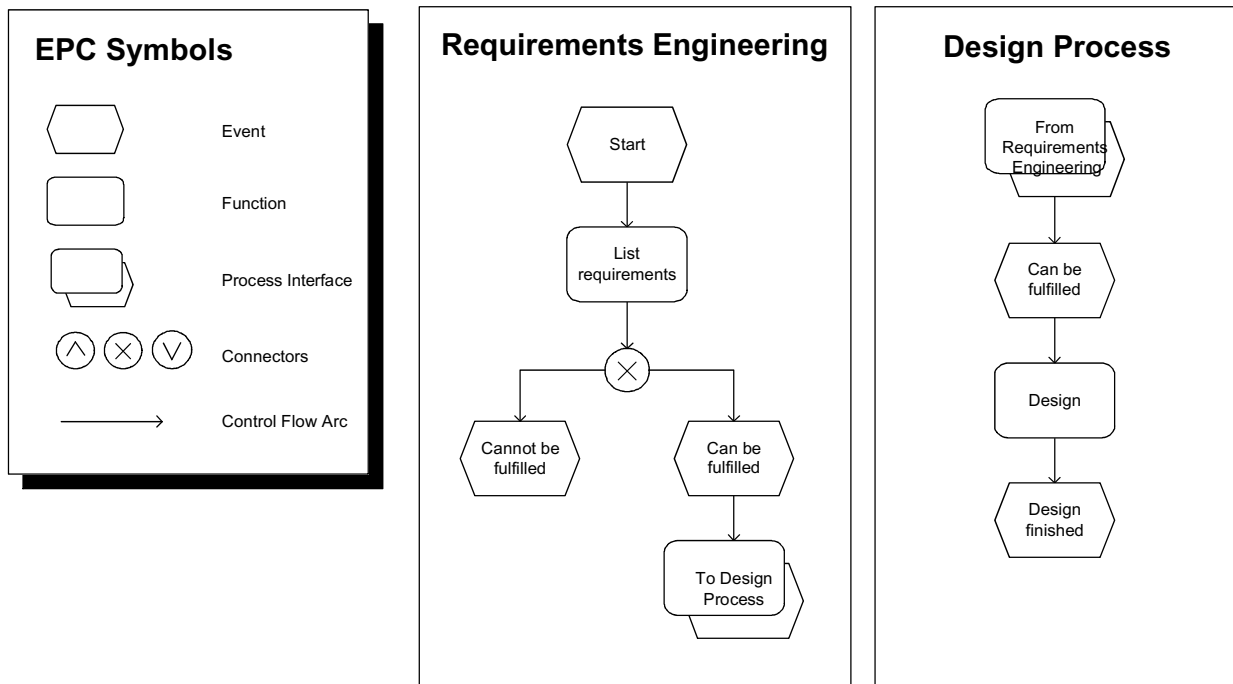 EPC Symbols
Event
Function
Process Interface
Connectors
Control Flow Arc
Requirements Engineering
Start
List
requirements
Cannot be
fulfilled
Can be
fulfilled
To Design
Process
Design Process
From
Requirements
Engineering
Can be
fulfilled
Design
Design
finished